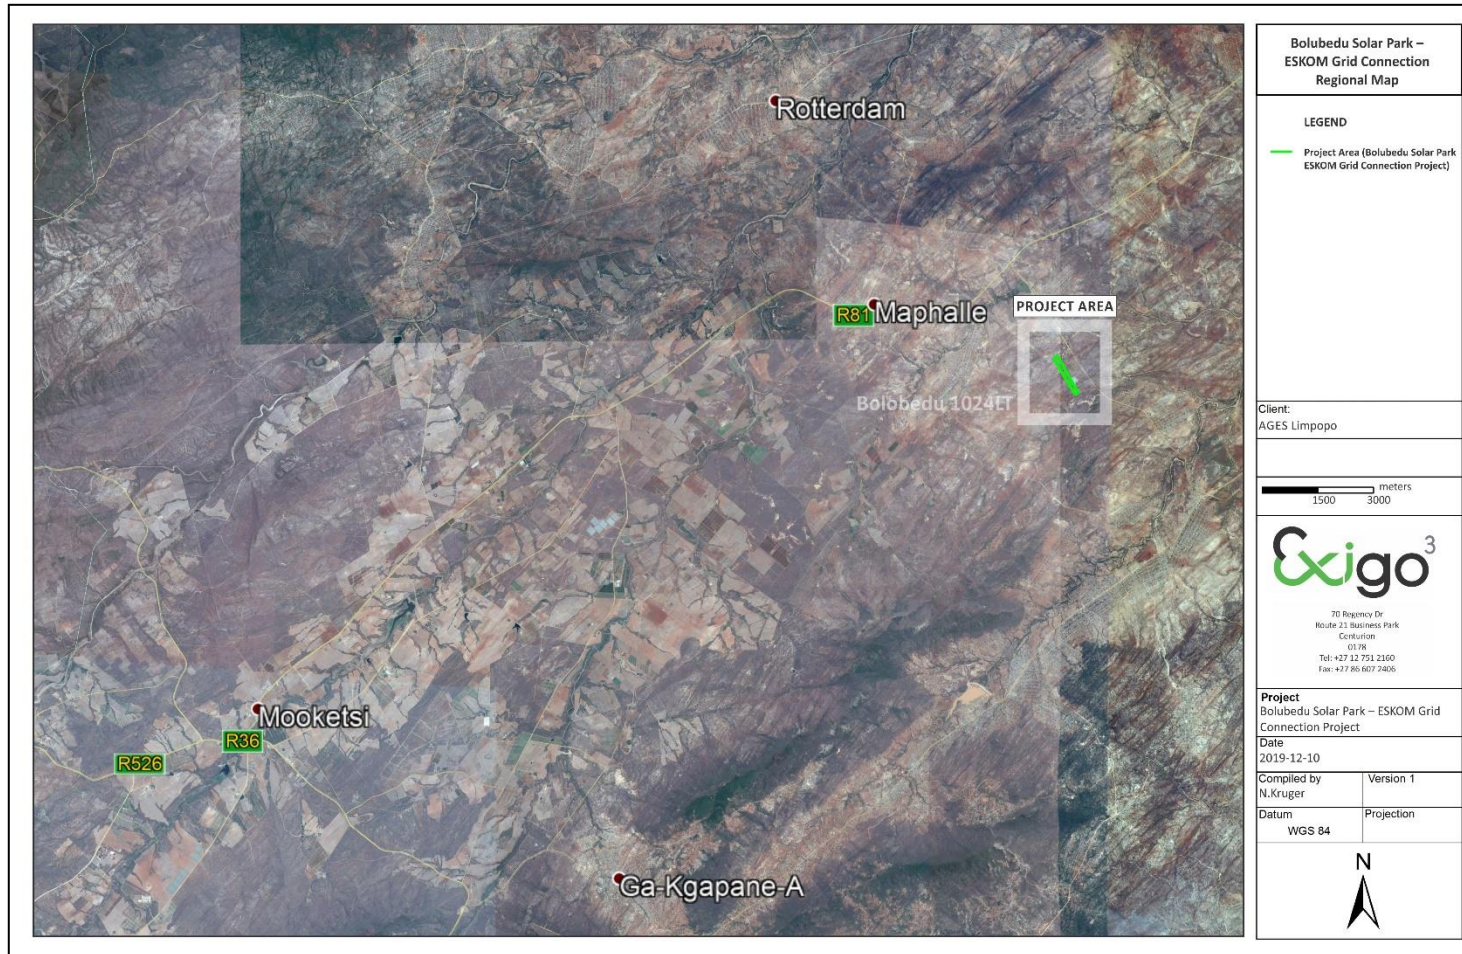 Rotterdam
R81
Maphalle
PROJECT AREA
Bolobedu 1024LT
Mooketsi
R36
R526
Ga-Kgapane-A
Bolubedu Solar Park –
ESKOM Grid Connection
Regional Map
LEGEND
Project Area (Bolubedu Solar Park
ESKOM Grid Connection Project)
Client:
AGES Limpopo
meters
1500 3000
Exigo3
70 Regency Dr
Route 21 Business Park
Centurion
0178
Tel: +27 12 751 2160
Fax: +27 86 607 2406
Project
Bolubedu Solar Park – ESKOM Grid
Connection Project
Date
2019-12-10
Compiled by
N.Kruger
Version 1
Datum
WGS 84
Projection
N